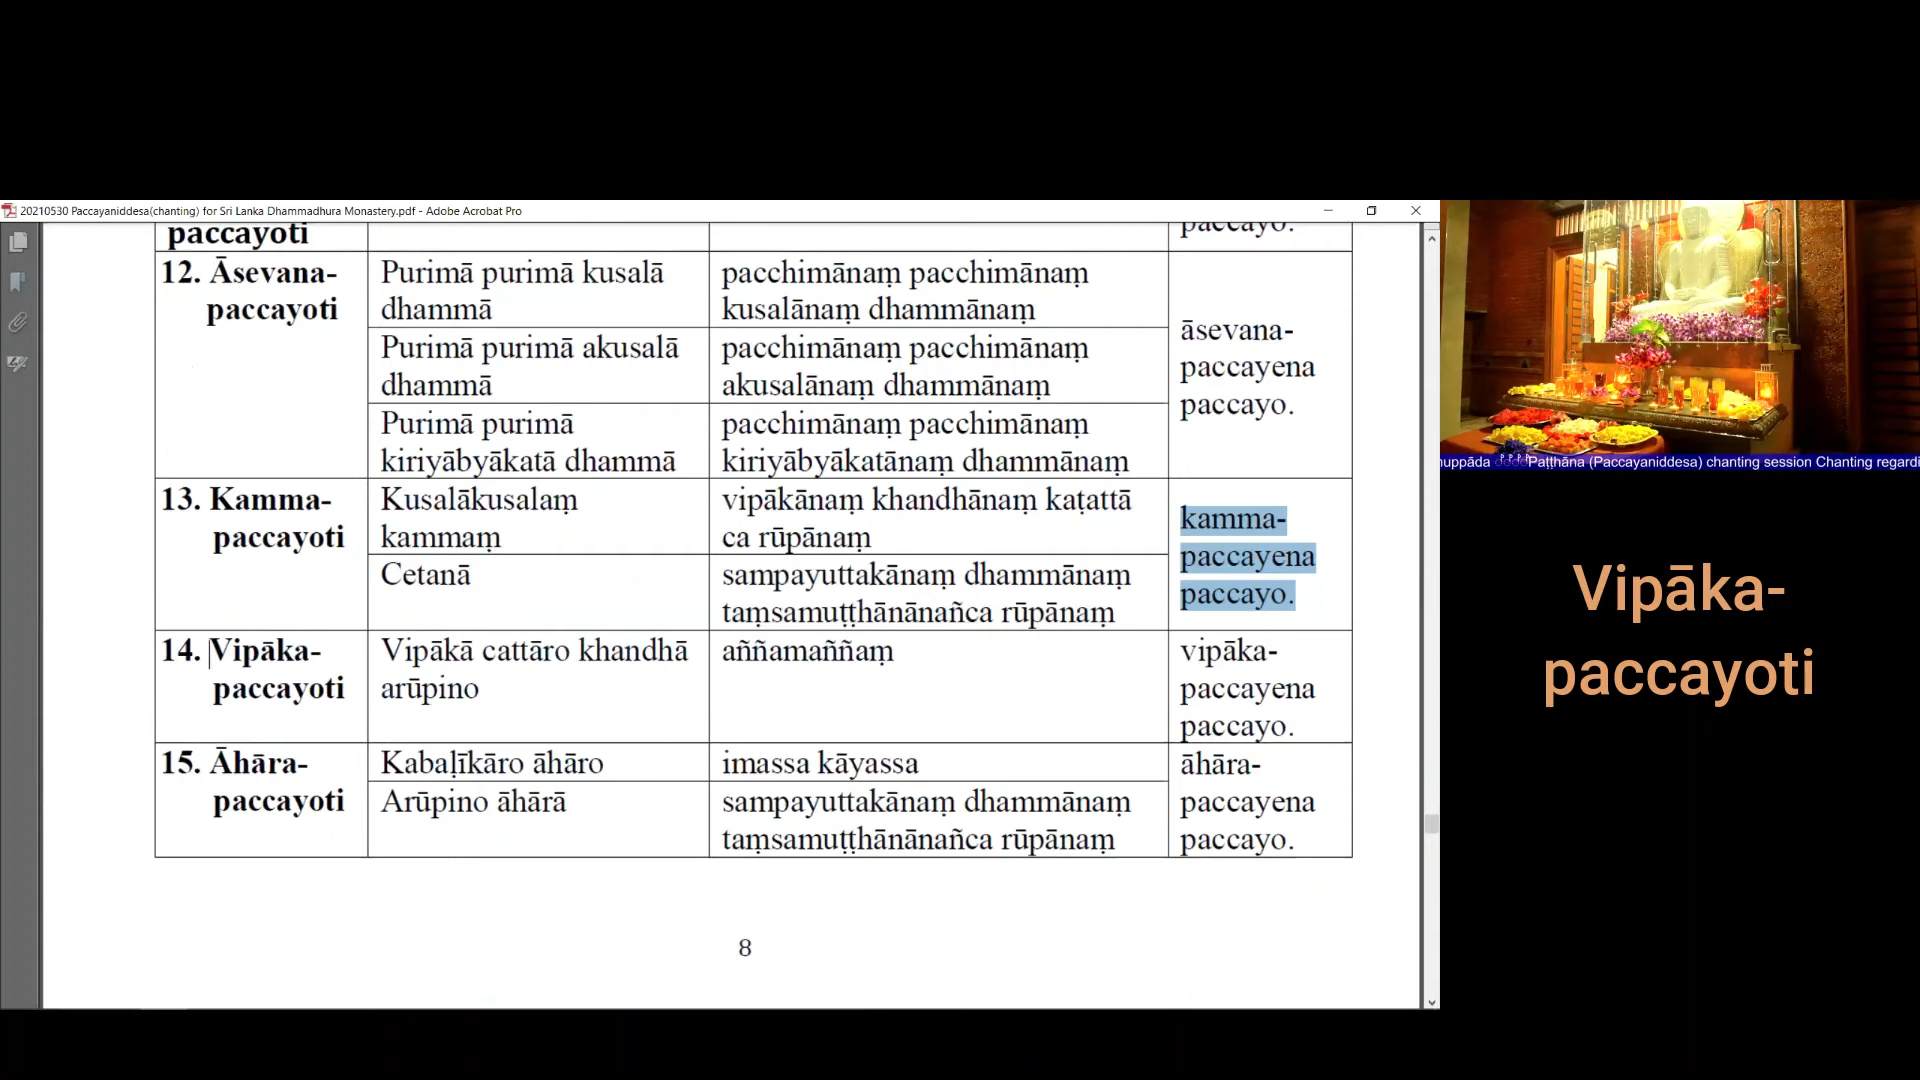 20210530 Paccayaniddesa(chanting) for Sri Lanka Dhammadhura Monastery.pdf - Adobe Acrobat Pro
paccayoti
paccayo.
12. Āsevana-
paccayoti
Purimā purimā kusalā
dhammā
pacchimānaṃ pacchimānaṃ
kusalānaṃ dhammānaṃ
Purimā purimā akusalā
dhammā
pacchimānaṃ pacchimānaṃ
akusalānaṃ dhammānaṃ
Purimā purimā
kiriyābyākatā dhammā
pacchimānaṃ pacchimānaṃ
kiriyābyākatānaṃ dhammānaṃ
āsevana-
paccayena
paccayo.
13. Kamma-
paccayoti
Kusalākusalaṃ
kammaṃ
vipākānaṃ khandhānaṃ kaṭattā
ca rūpānaṃ
Cetanā
sampayuttakānaṃ dhammānaṃ
taṃsamuṭṭhānānañca rūpānaṃ
kamma-
paccayena
paccayo.
14. Vipāka-
paccayoti
Vipākā cattāro khandhā
arūpino
aññamaññaṃ
vipāka-
paccayena
paccayo.
15. Āhāra-
paccayoti
Kabaḷīkāro āhāro
imassa kāyassa
Arūpino āhārā
sampayuttakānaṃ dhammānaṃ
taṃsamuṭṭhānānañca rūpānaṃ
āhāra-
paccayena
paccayo.
8
Paṭṭhāna (Paccayaniddesa) chanting session Chanting regardi
Vipāka-
paccayoti